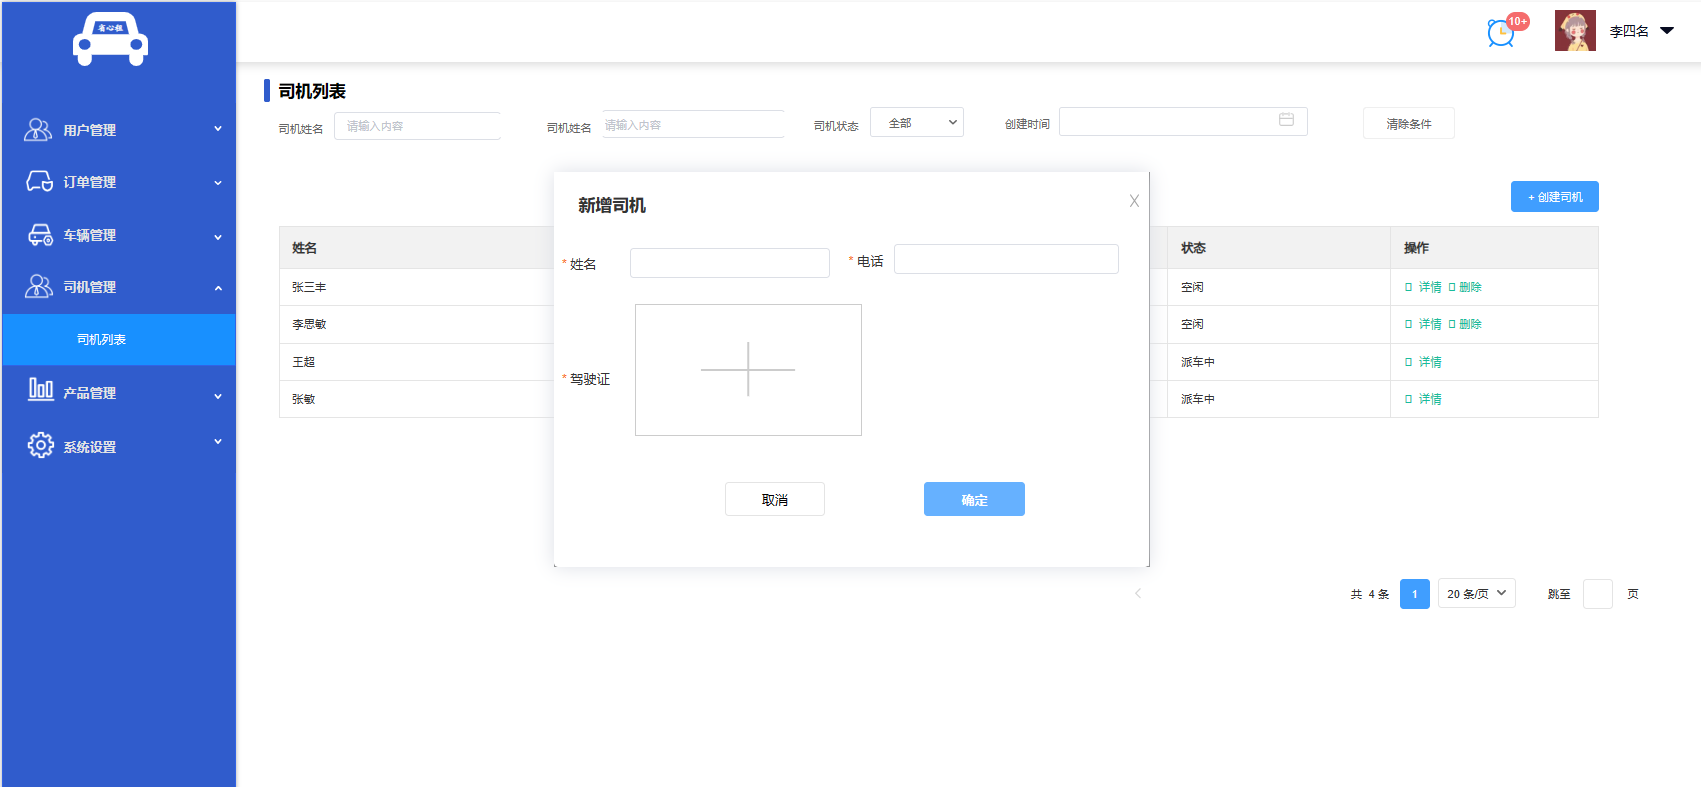 省心租
10+
李四名
用户管理
订单管理
车辆管理
司机管理
司机列表
产品管理
系统设置
司机列表
司机姓名 请输入内容 司机姓名 请输入内容 司机状态 全部 创建时间 清除条件
+ 创建司机
姓名 状态 操作
张三丰 空闲 详情 删除
李思敏 空闲 详情 删除
王超 派车中 详情
张敏 派车中 详情
新增司机 X
* 姓名 * 电话
* 驾驶证
取消 确定
共 4 条 1 20 条/页 跳至 页